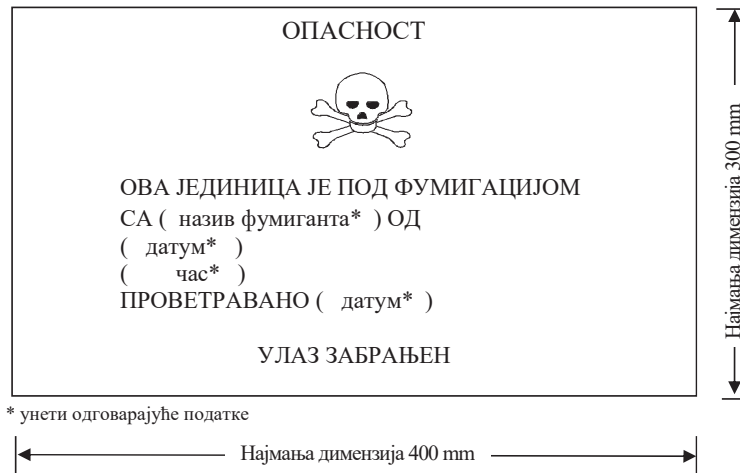 ОПАСНОСТ
ОВА ЈЕДИНИЦА ЈЕ ПОД ФУМИГАЦИЈОМ
СА ( назив фумиганта* ) ОД
( датум* )
( час* )
ПРОВЕТРАВАНО ( датум* )
УЛАЗ ЗАБРАЊЕН
Најмања димензија 300 mm
* унети одговарајуће податке
Најмања димензија 400 mm